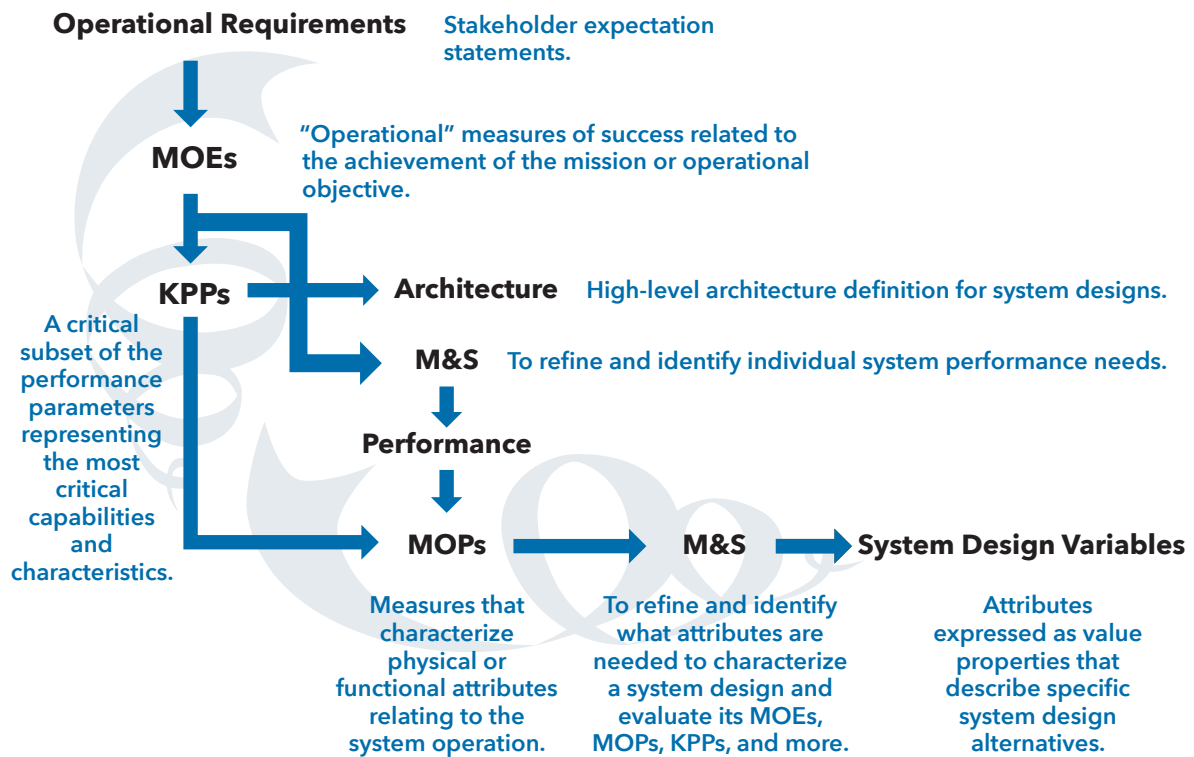 Operational Requirements
Stakeholder expectation
statements.
MOEs
“Operational” measures of success related to
the achievement of the mission or operational
objective.
KPPs
A critical
subset of the
performance
parameters
representing
the most
critical
capabilities
and
characteristics.
Architecture
High-level architecture definition for system designs.
M&S
To refine and identify individual system performance needs.
Performance
MOPs
Measures that
characterize
physical or
functional attributes
relating to the
system operation.
M&S
To refine and identify
what attributes are
needed to characterize
a system design and
evaluate its MOEs,
MOPs, KPPs, and more.
System Design Variables
Attributes
expressed as value
properties that
describe specific
system design
alternatives.